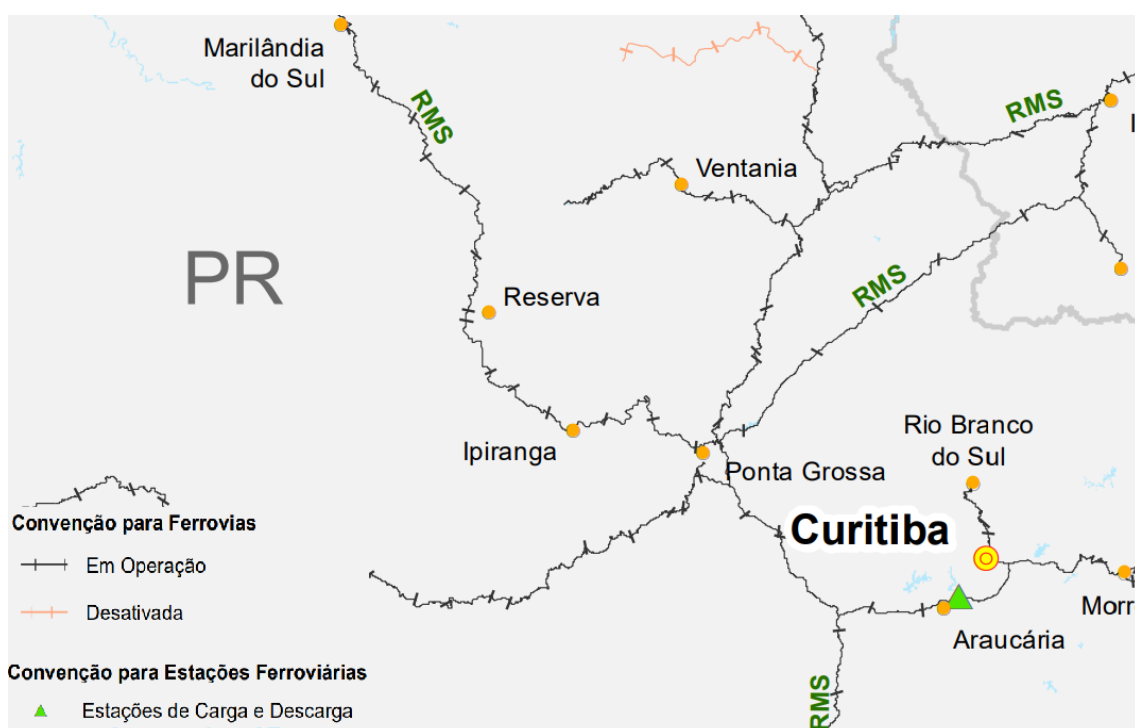 Marilândia
do Sul
RMS
RMS
I
Ventania
PR
RMS
Reserva
Ipiranga
Ponta Grossa
Rio Branco
do Sul
Curitiba
Morr
Araucária
RMS
Convenção para Ferrovias
Em Operação
Desativada
Convenção para Estações Ferroviárias
Estações de Carga e Descarga